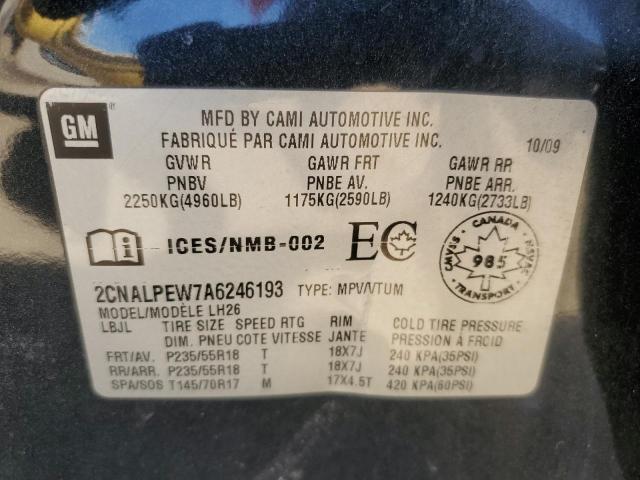 GM
MFD BY CAMI AUTOMOTIVE INC.
FABRIQUÉ PAR CAMI AUTOMOTIVE INC.
10/09
GVWR GAWR FRT GAWR RR
PNBV PNBE AV. PNBE ARR.
2250KG(4960LB) 1175KG(2590LB) 1240KG(2733LB)
ICES/NMB-002 EC
CANADA
CMVSS 985 NSVAC
2CNALPEW7A6246193 TYPE: MPV/VTUM
MODEL/MODÈLE LH26
LBJL TIRE SIZE SPEED RTG RIM COLD TIRE PRESSURE
DIM. PNEU COTE VITESSE JANTE PRESSION A FROID
FRT/AV. P235/55R18 T 18X7J 240 KPA(35PSI)
RR/ARR. P235/55R18 T 18X7J 240 KPA(35PSI)
SPA/SOS T145/70R17 M 17X4.5T 420 KPA(60PSI)